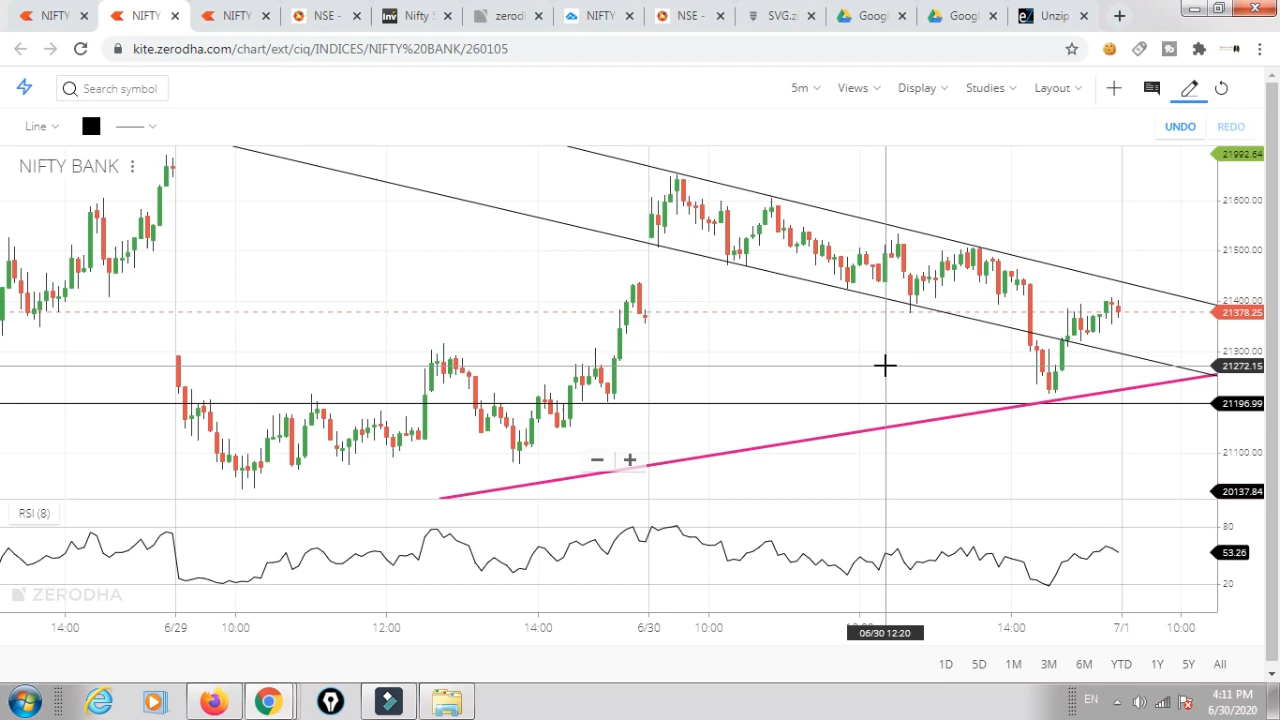 NIFTY
NIFTY
NIFTY
NSE -
Inv Nifty 5
zerod
NIFTY
NSE -
SVG.z
Googl
Googl
Unzip
kite.zerodha.com/chart/ext/ciq/INDICES/NIFTY%20BANK/260105
Search symbol
5m Views Display Studies Layout
Line
UNDO REDO
NIFTY BANK
21992.64
21600.00
21500.00
21400.00
21378.25
21300.00
21272.15
21196.99
21100.00
20137.84
RSI (8)
80
53.26
20
ZERODHA
14:00 6/29 10:00 12:00 14:00 6/30 10:00 14:00 7/1 10:00
06/30 12:20
1D 5D 1M 3M 6M YTD 1Y 5Y All
EN
4:11 PM
6/30/2020